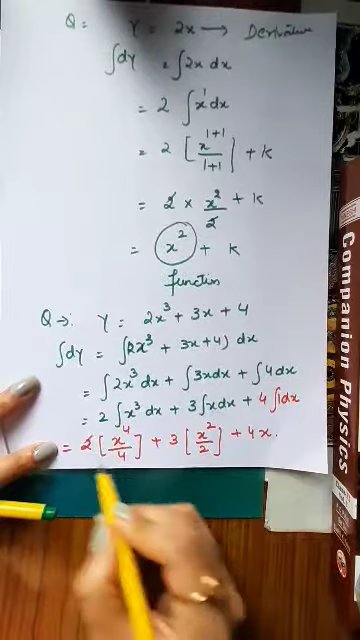 Q: Y = 2x → Derivative
∫dy = ∫2x dx
= 2 ∫x¹dx
= 2 [x¹⁺¹/1+1] + k
= 2 × x²/2 + k
= x² + k
function
Q →: Y = 2x³ + 3x + 4
∫dy = ∫(2x³ + 3x + 4) dx
= ∫2x³ dx + ∫3x dx + ∫4 dx
= 2 ∫x³ dx + 3 ∫x dx + 4 ∫1 dx
= 2 [x⁴/4] + 3 [x²/2] + 4x.
Companion Physics